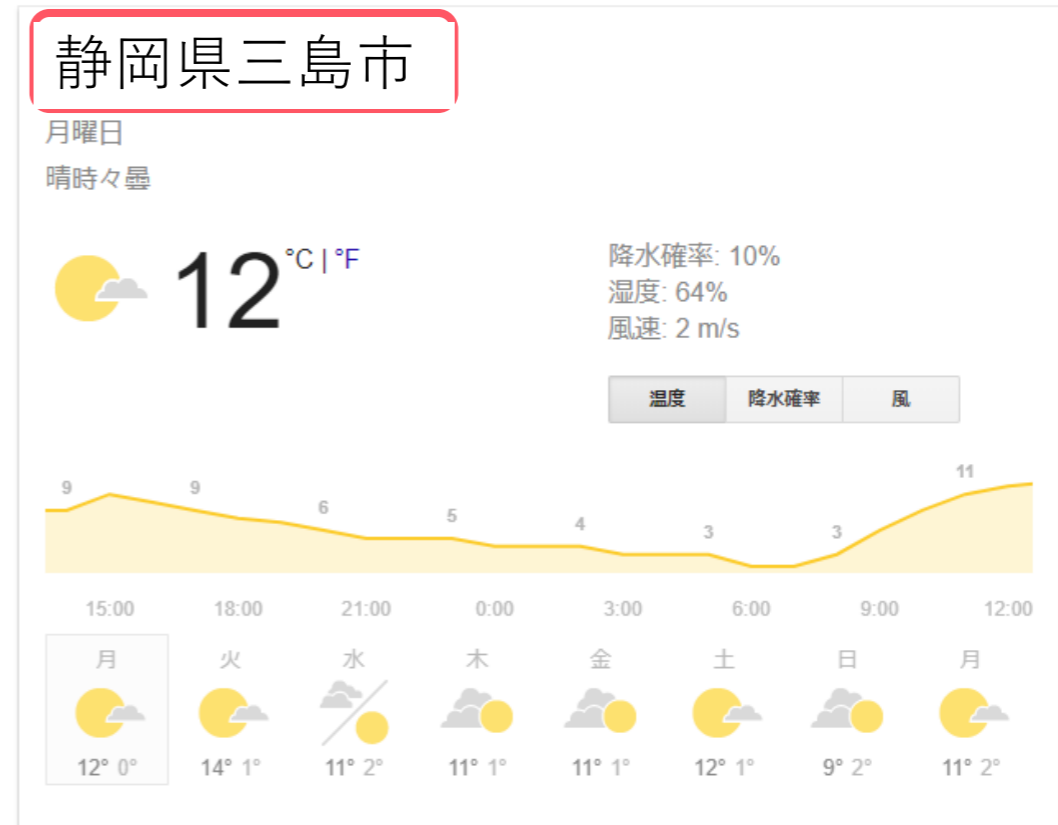 静岡県三島市
月曜日
晴時々曇
12 °C | °F
降水確率: 10%
湿度: 64%
風速: 2 m/s
温度 降水確率 風
9 9 6 5 4 3 3 11
15:00 18:00 21:00 0:00 3:00 6:00 9:00 12:00
月 火 水 木 金 土 日 月
12° 0° 14° 1° 11° 2° 11° 1° 11° 1° 12° 1° 9° 2° 11° 2°